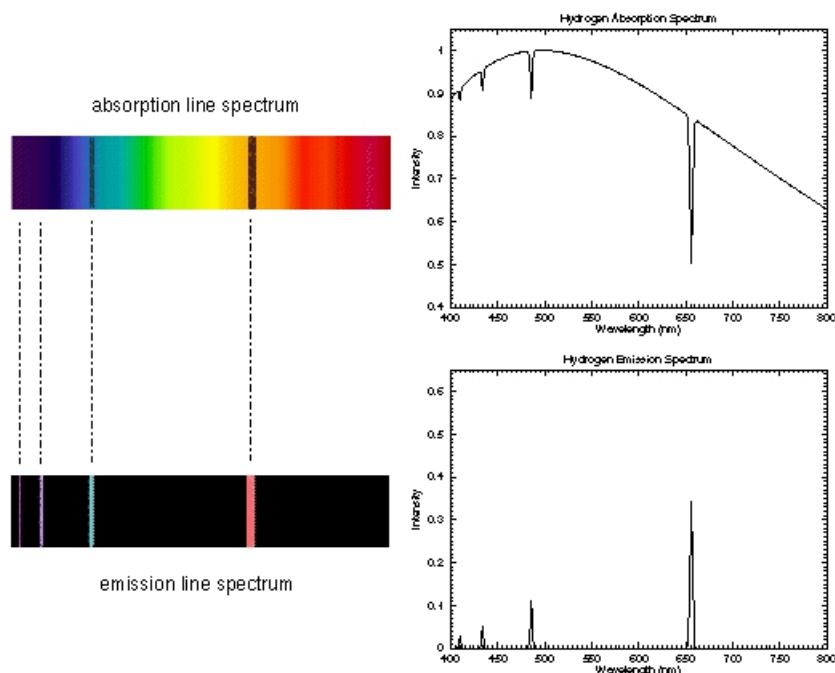 absorption line spectrum
emission line spectrum
Hydrogen Absorption Spectrum
1
0.9
0.8
0.7
0.6
0.5
0.4
Intensity
400 450 500 550 600 650 700 750 800
Wavelength (nm)
Hydrogen Emission Spectrum
0.6
0.5
0.4
0.3
0.2
0.1
0
Intensity
400 450 500 550 600 650 700 750 800
Wavelength (nm)